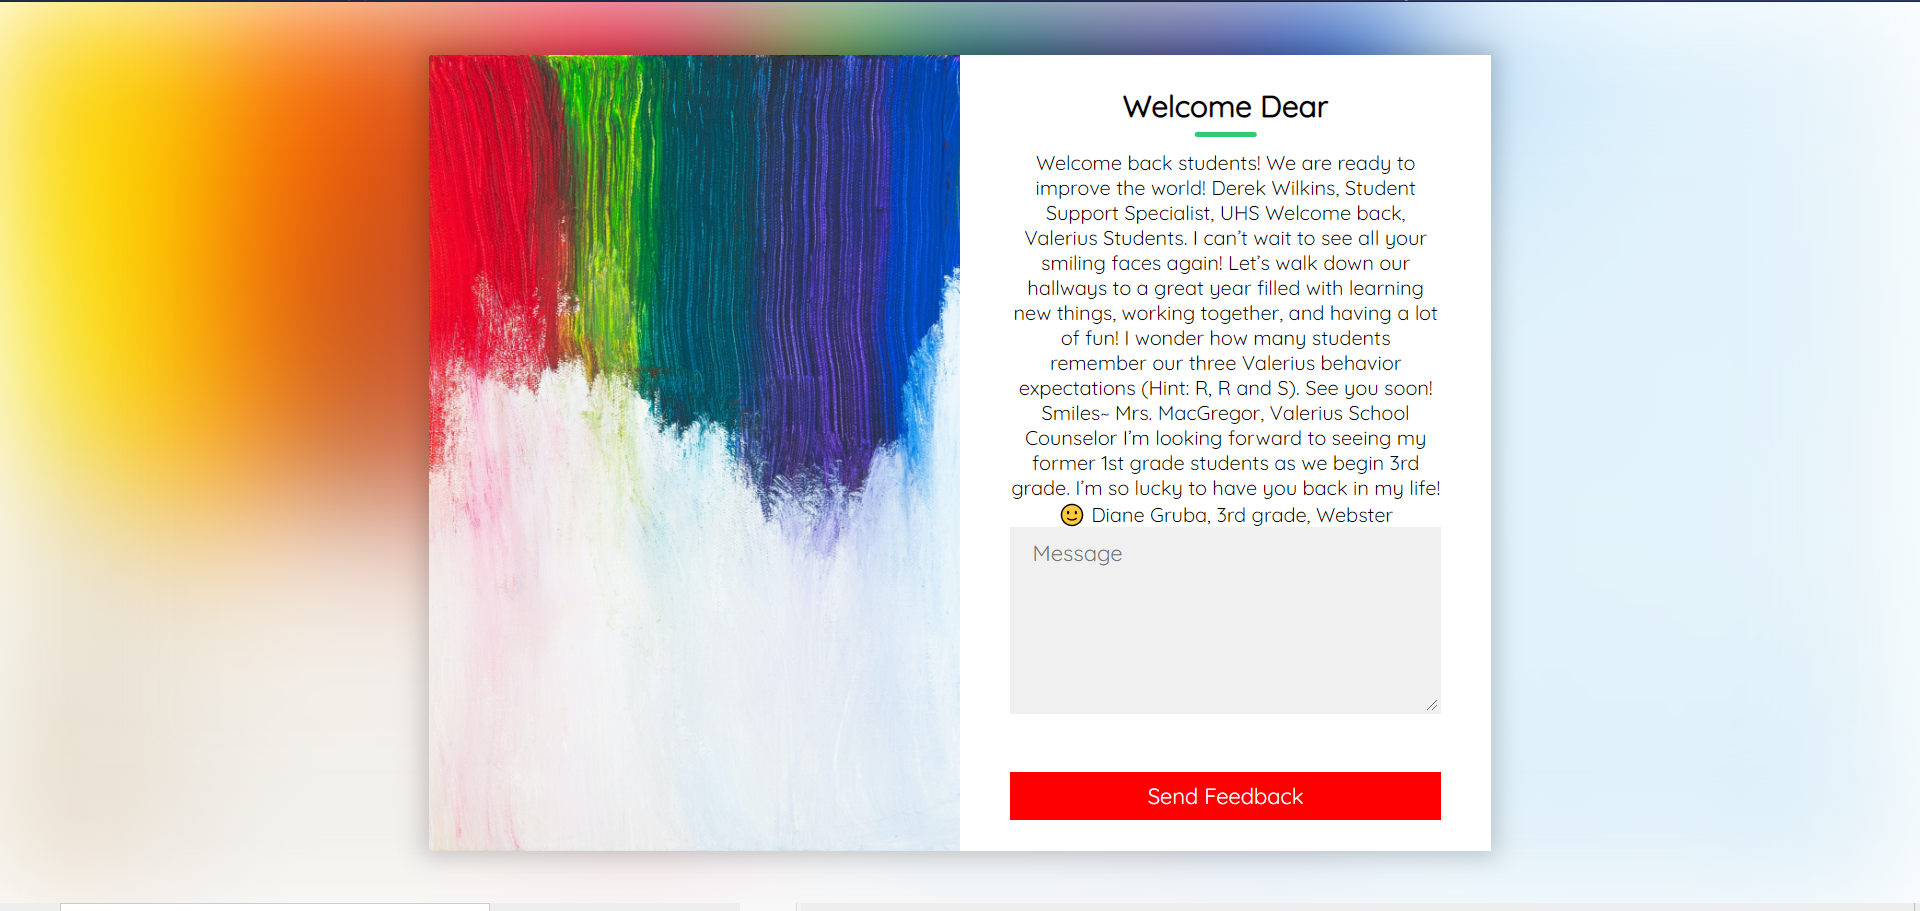 Welcome Dear
Welcome back students! We are ready to
improve the world! Derek Wilkins, Student
Support Specialist, UHS Welcome back,
Valerius Students. I can’t wait to see all your
smiling faces again! Let’s walk down our
hallways to a great year filled with learning
new things, working together, and having a lot
of fun! I wonder how many students
remember our three Valerius behavior
expectations (Hint: R, R and S). See you soon!
Smiles~ Mrs. MacGregor, Valerius School
Counselor I’m looking forward to seeing my
former 1st grade students as we begin 3rd
grade. I’m so lucky to have you back in my life!
🙂 Diane Gruba, 3rd grade, Webster
Message
Send Feedback